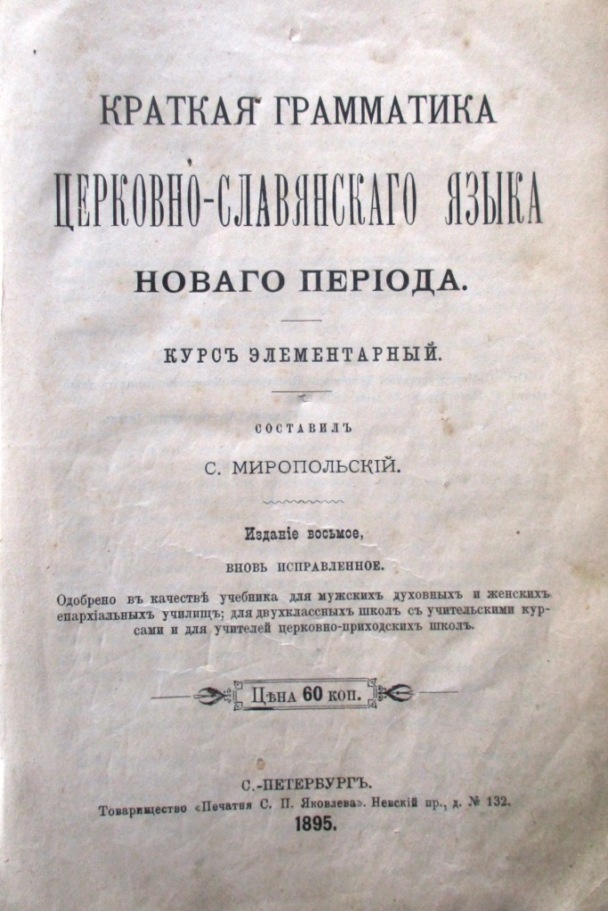 КРАТКАЯ ГРАММАТИКА
ЦЕРКОВНО-СЛАВЯНСКАГО ЯЗЫКА
НОВАГО ПЕРІОДА.
КУРСЪ ЭЛЕМЕНТАРНЫЙ.
СОСТАВИЛЪ
С. МИРОПОЛЬСКІЙ.
Изданіе восьмое,
ВНОВЬ ИСПРАВЛЕННОЕ.
Одобрено въ качествѣ учебника для мужскихъ духовныхъ и женскихъ
епархіальныхъ училищъ; для двухклассныхъ школъ съ учительскими кур-
сами и для учителей церковно-приходскихъ школъ.
Цѣна 60 коп.
С.-ПЕТЕРБУРГЪ.
Товарищество «Печатня С. П. Яковлева». Невскій пр., д. № 132.
1895.